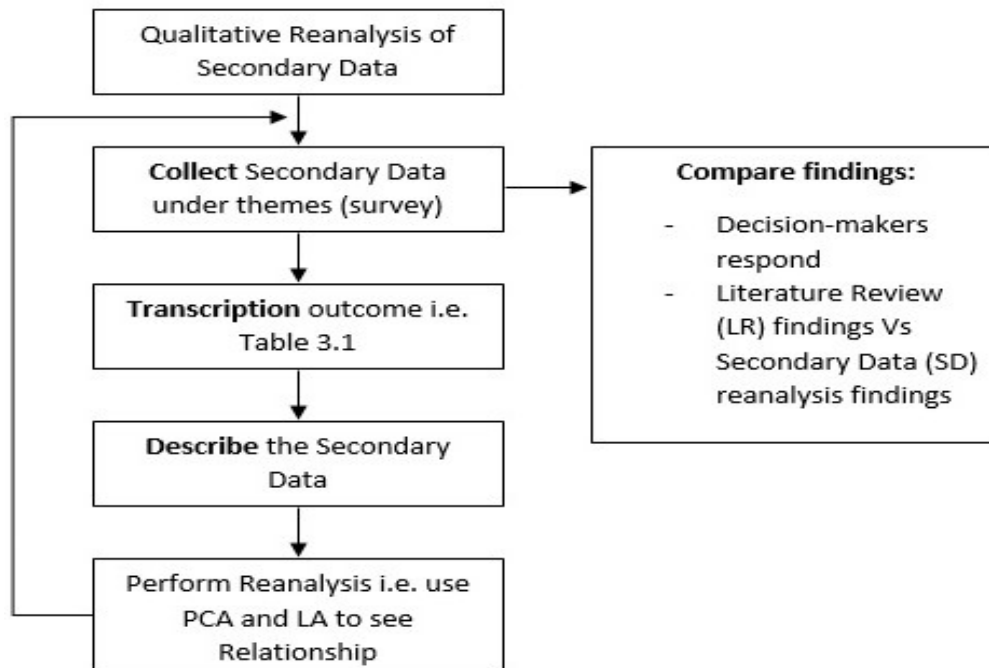 Qualitative Reanalysis of
Secondary Data
Collect Secondary Data
under themes (survey)
Transcription outcome i.e.
Table 3.1
Describe the Secondary
Data
Perform Reanalysis i.e. use
PCA and LA to see
Relationship
Compare findings:
- Decision-makers
respond
- Literature Review
(LR) findings Vs
Secondary Data (SD)
reanalysis findings